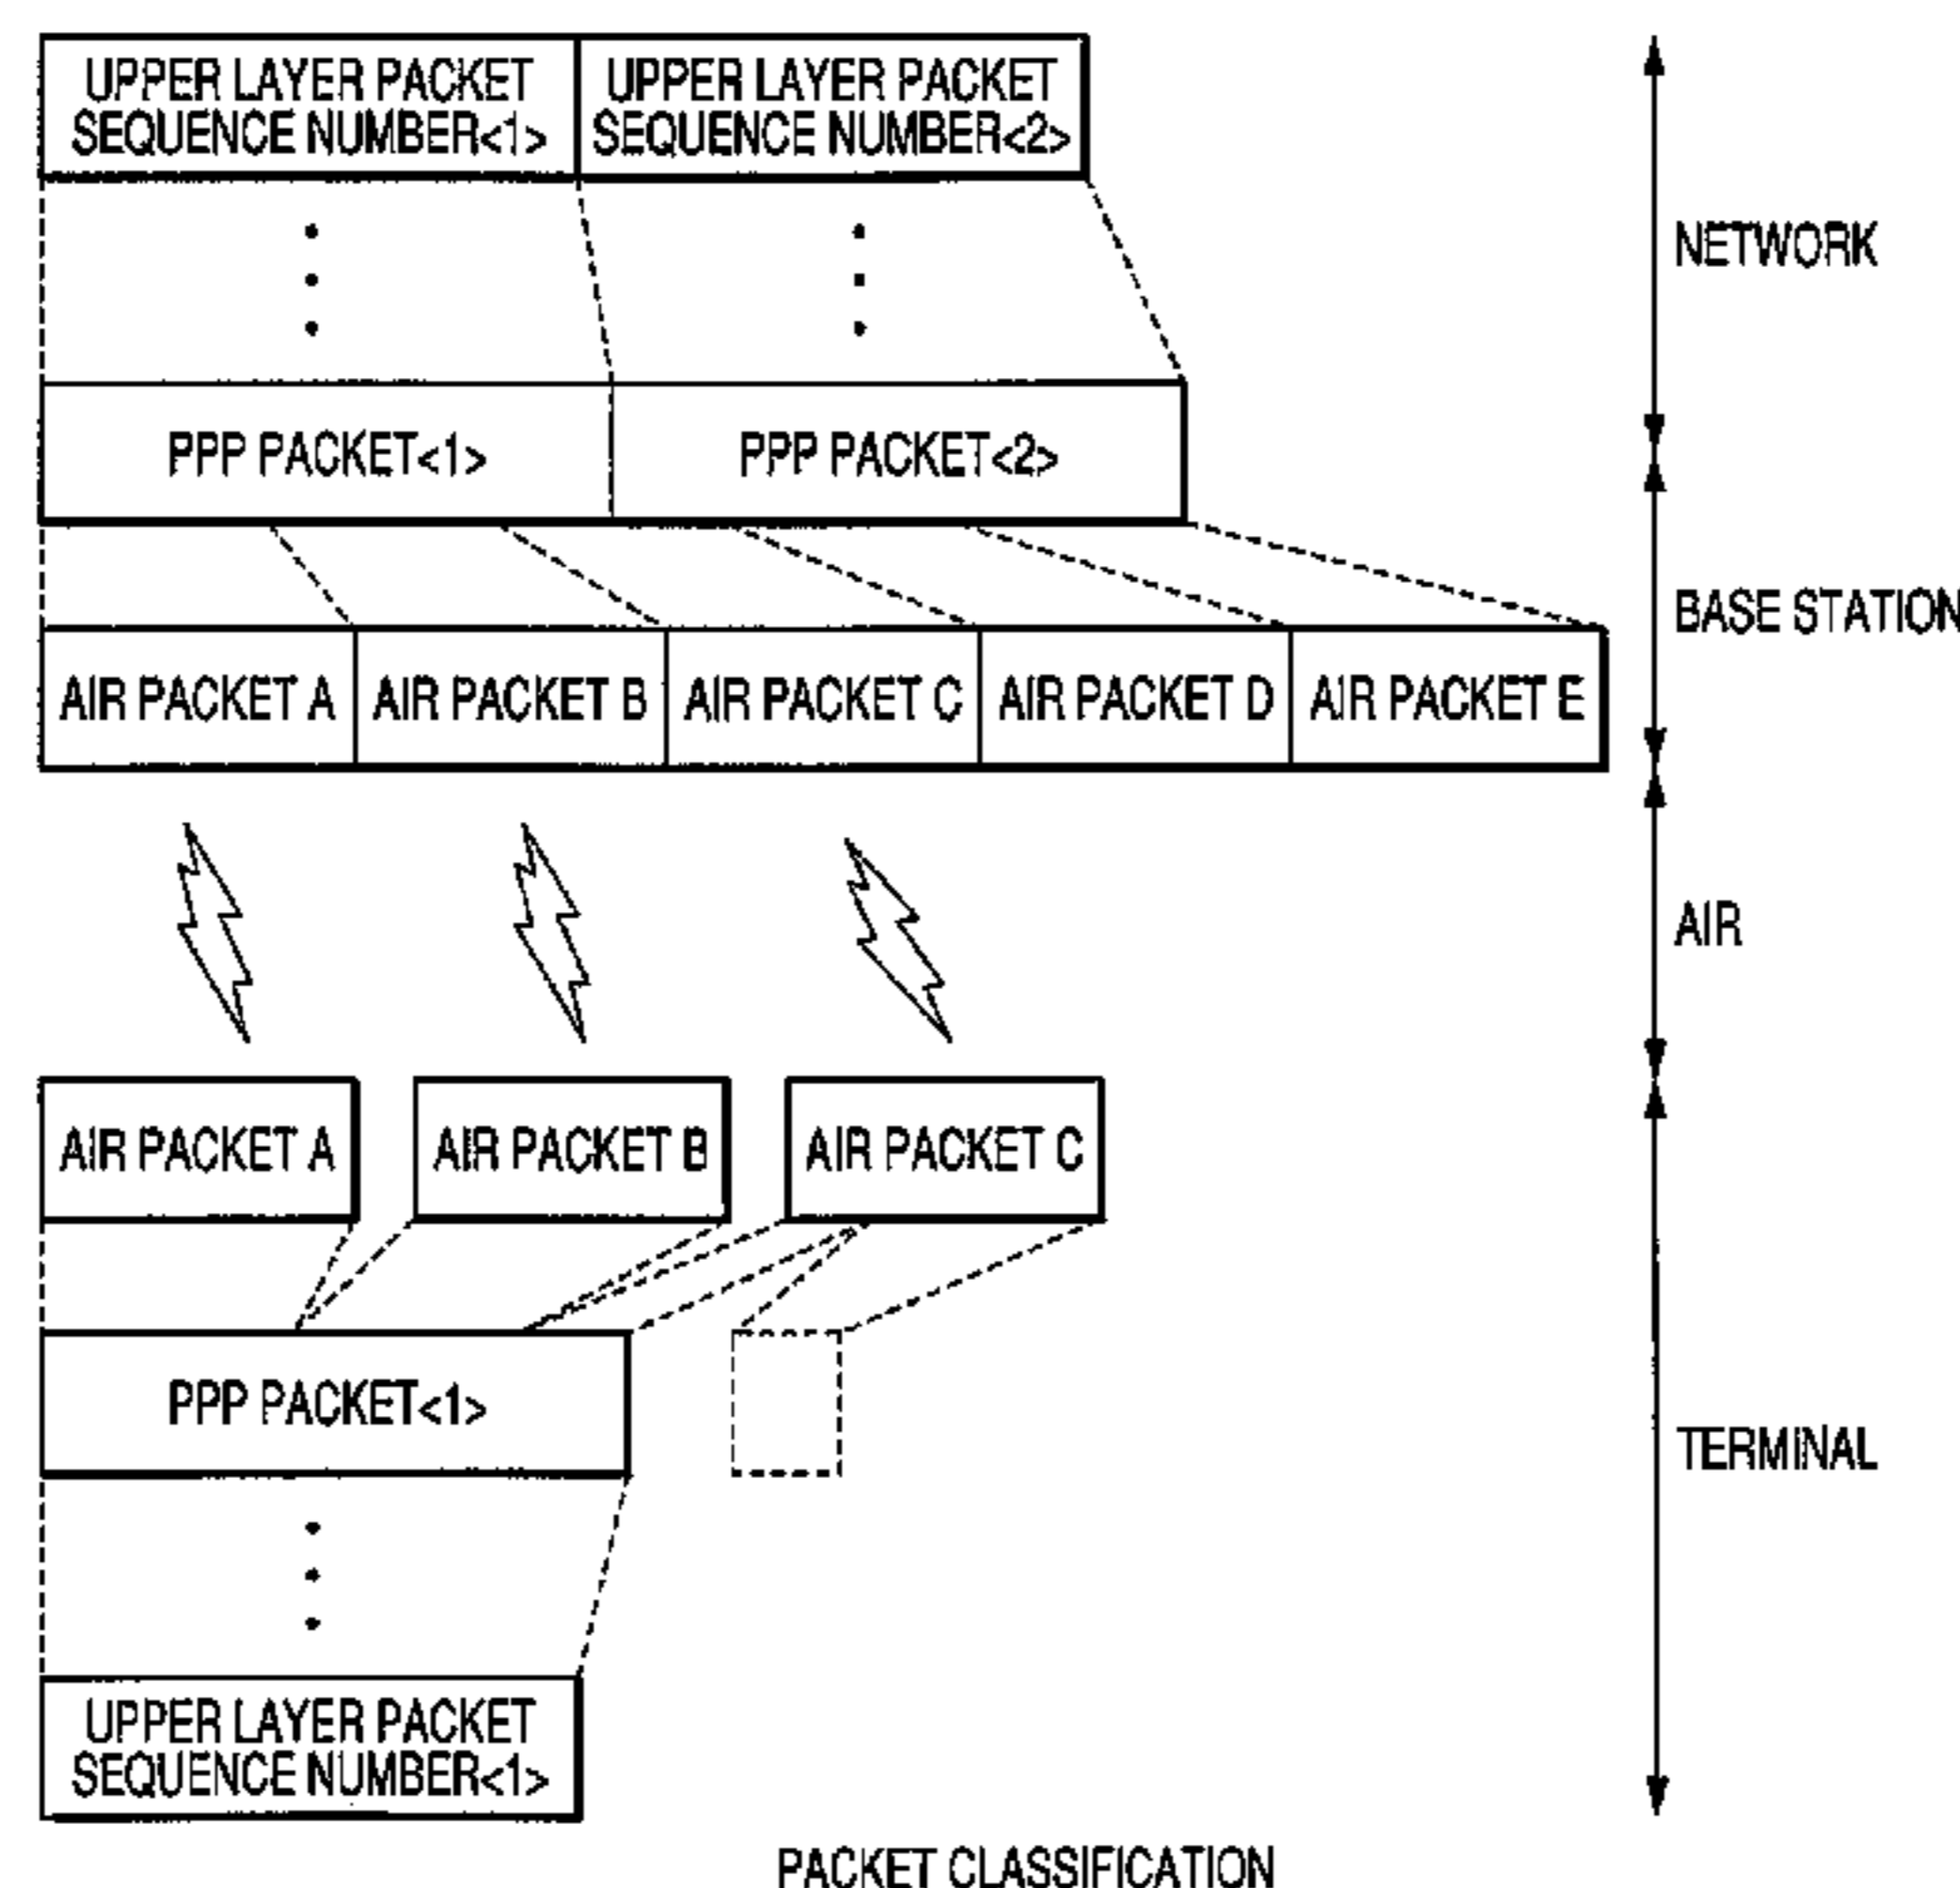 UPPER LAYER PACKET
SEQUENCE NUMBER<1>
UPPER LAYER PACKET
SEQUENCE NUMBER<2>
NETWORK
PPP PACKET<1>
PPP PACKET<2>
BASE STATION
AIR PACKET A
AIR PACKET B
AIR PACKET C
AIR PACKET D
AIR PACKET E
AIR
AIR PACKET A
AIR PACKET B
AIR PACKET C
PPP PACKET<1>
TERMINAL
UPPER LAYER PACKET
SEQUENCE NUMBER<1>
PACKET CLASSIFICATION